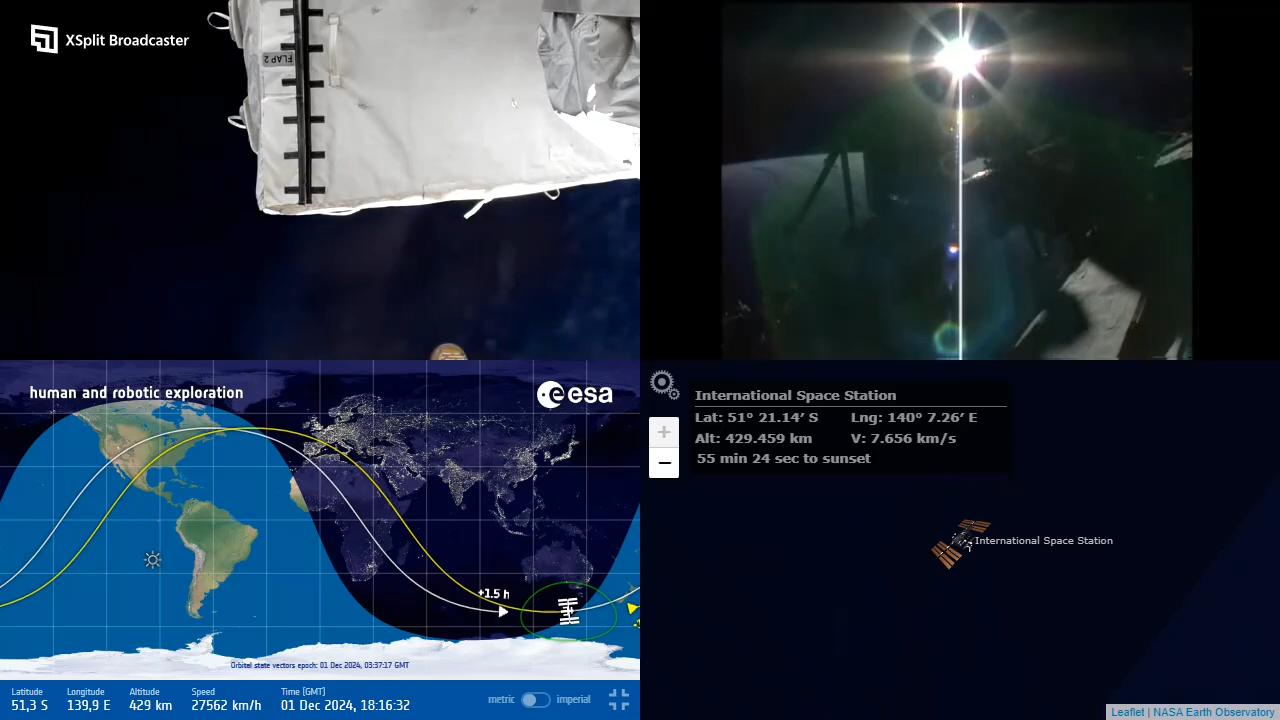 XSplit Broadcaster
FLAP 2
human and robotic exploration
esa
+1.5 h
Orbital state vectors epoch: 01 Dec 2024, 03:37:17 GMT
Latitude
51,3 S
Longitude
139,9 E
Altitude
423 km
Speed
27562 km/h
Time [GMT]
01 Dec 2024, 18:16:32
metric
imperial
+
−
International Space Station
Lat: 51° 21.14′ S
Lng: 140° 7.26′ E
Alt: 429.459 km
V: 7.656 km/s
55 min 24 sec to sunset
International Space Station
Leaflet | NASA Earth Observatory